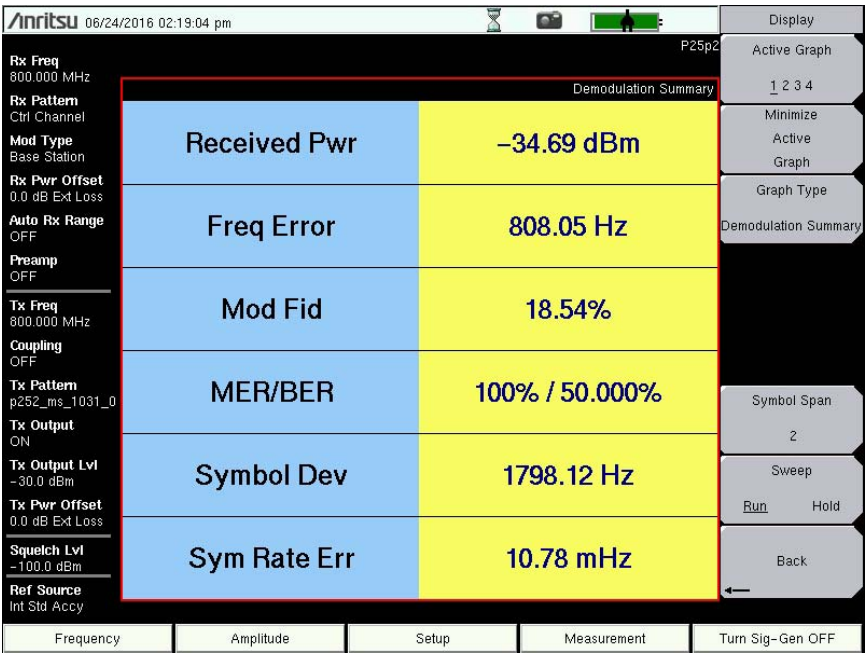 Anritsu 06/24/2016 02:19:04 pm
P25p2
Rx Freq
800.000 MHz
Rx Pattern
Ctrl Channel
Mod Type
Base Station
Rx Pwr Offset
0.0 dB Ext Loss
Auto Rx Range
OFF
Preamp
OFF
Tx Freq
800.000 MHz
Coupling
OFF
Tx Pattern
p252_ms_1031_0
Tx Output
ON
Tx Output Lvl
-30.0 dBm
Tx Pwr Offset
0.0 dB Ext Loss
Squelch Lvl
-100.0 dBm
Ref Source
Int Std Accy
Demodulation Summary
Received Pwr -34.69 dBm
Freq Error 808.05 Hz
Mod Fid 18.54%
MER/BER 100% / 50.000%
Symbol Dev 1798.12 Hz
Sym Rate Err 10.78 mHz
Display
Active Graph
1 2 3 4
Minimize
Active
Graph
Graph Type
Demodulation Summary
Symbol Span
2
Sweep
Run Hold
Back
Frequency Amplitude Setup Measurement Turn Sig-Gen OFF